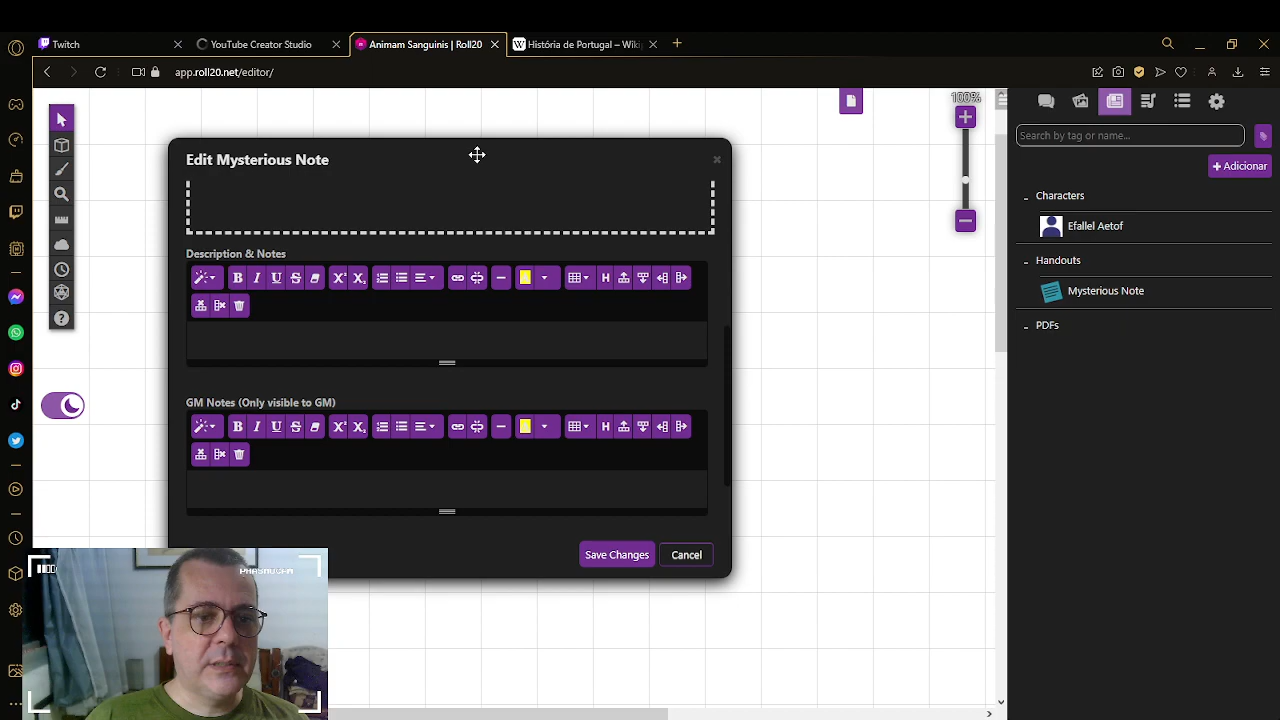 Twitch
YouTube Creator Studio
Animam Sanguinis | Roll20
História de Portugal – Wiki
app.roll20.net/editor/
100%
Search by tag or name...
+ Adicionar
Edit Mysterious Note
Characters
Efallel Aetof
Handouts
Mysterious Note
PDFs
Description & Notes
GM Notes (Only visible to GM)
Save Changes
Cancel
PHASMOCAM